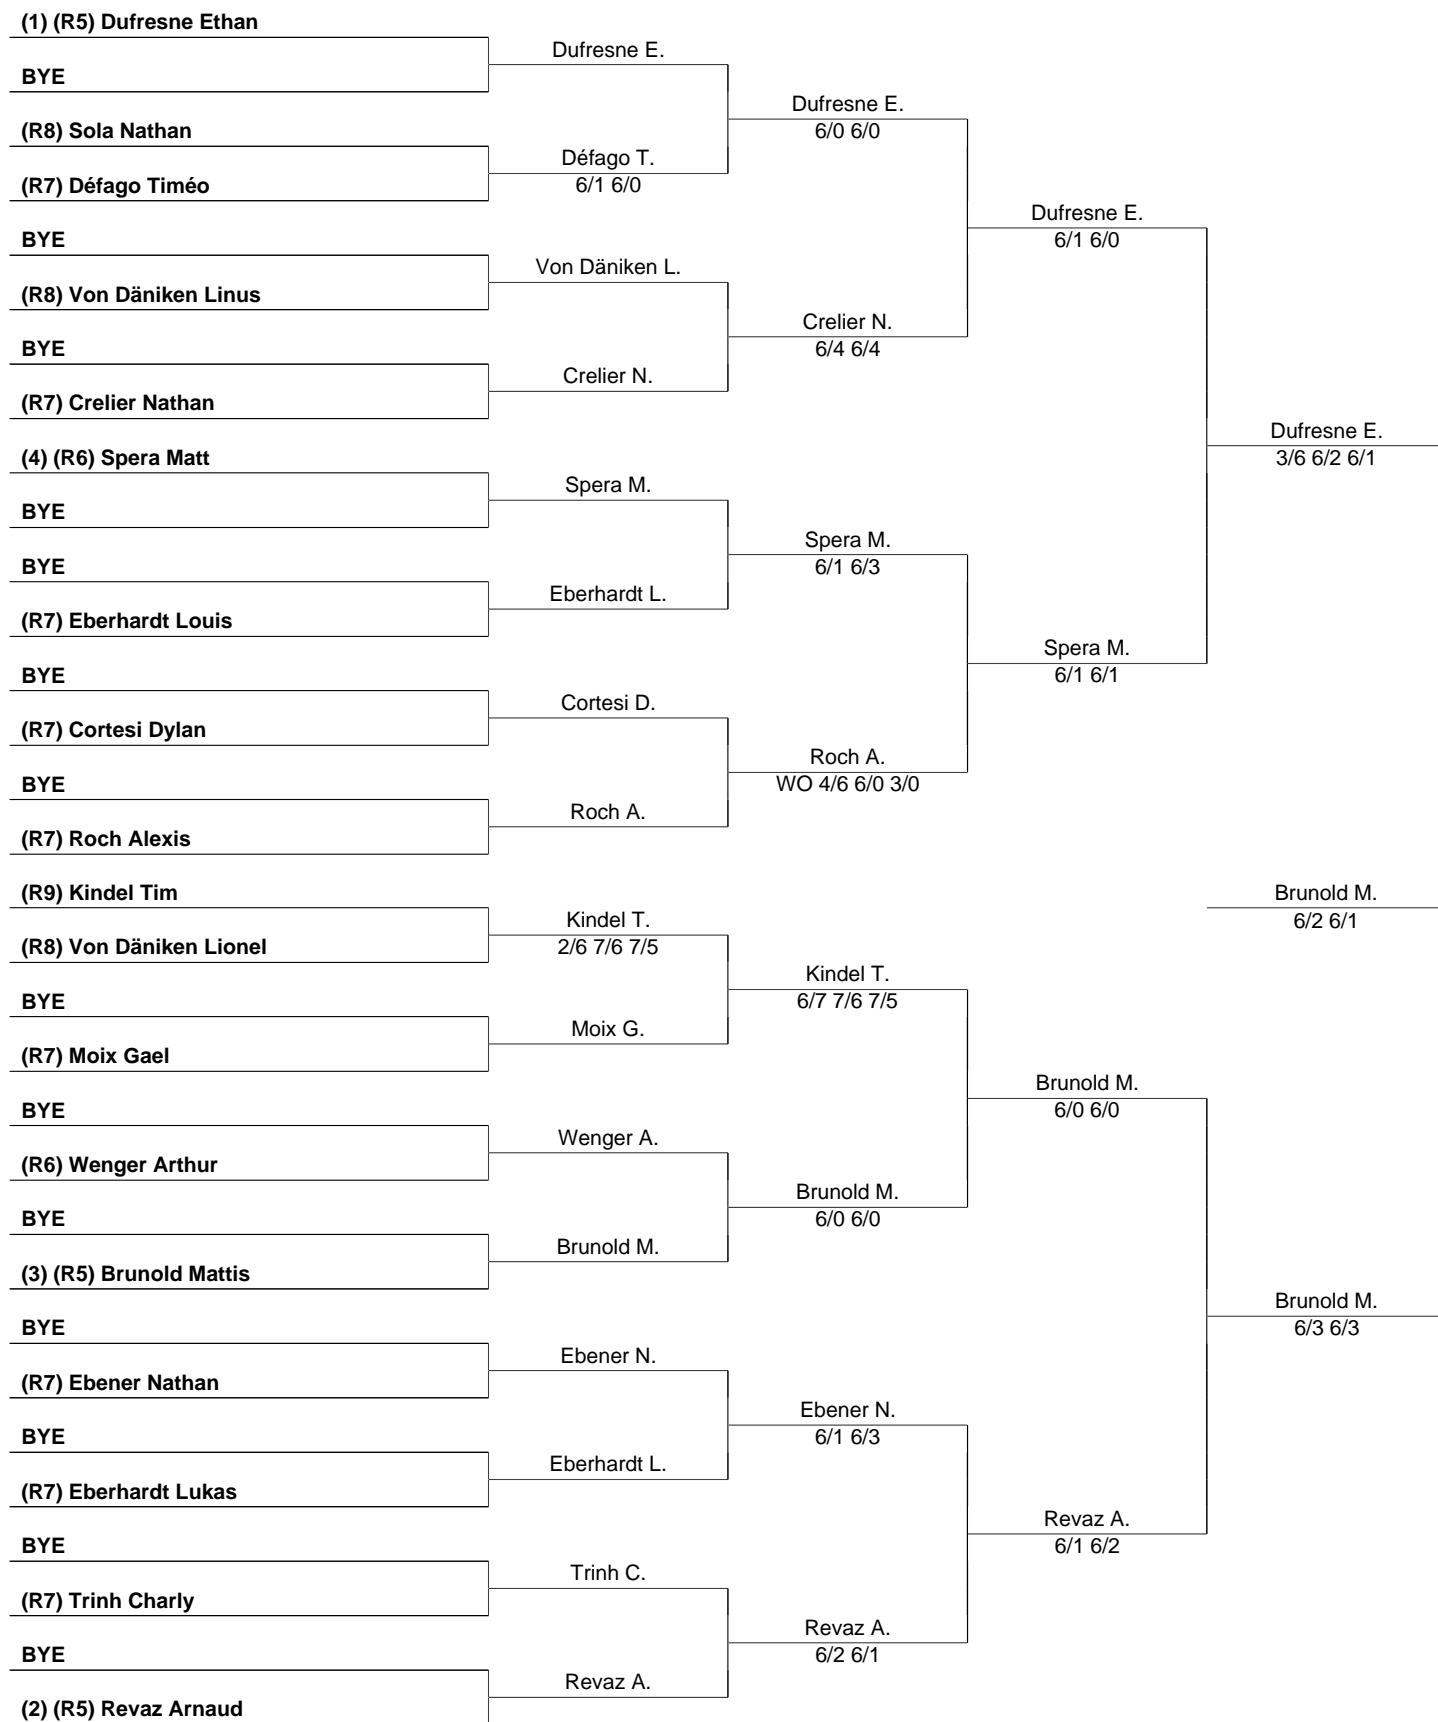 (1) (R5) Dufresne Ethan
Dufresne E.
BYE
Dufresne E.
6/0 6/0
(R8) Sola Nathan
Défago T.
6/1 6/0
(R7) Défago Timéo
Dufresne E.
6/1 6/0
BYE
Von Däniken L.
(R8) Von Däniken Linus
Crelier N.
6/4 6/4
BYE
Crelier N.
(R7) Crelier Nathan
Dufresne E.
3/6 6/2 6/1
(4) (R6) Spera Matt
Spera M.
BYE
Spera M.
6/1 6/3
BYE
Eberhardt L.
(R7) Eberhardt Louis
Spera M.
6/1 6/1
BYE
Cortesi D.
(R7) Cortesi Dylan
Roch A.
WO 4/6 6/0 3/0
BYE
Roch A.
(R7) Roch Alexis
(R9) Kindel Tim
Brunold M.
6/2 6/1
Kindel T.
2/6 7/6 7/5
(R8) Von Däniken Lionel
Kindel T.
6/7 7/6 7/5
BYE
Moix G.
(R7) Moix Gael
Brunold M.
6/0 6/0
BYE
Wenger A.
(R6) Wenger Arthur
Brunold M.
6/0 6/0
BYE
Brunold M.
(3) (R5) Brunold Mattis
Brunold M.
6/3 6/3
BYE
Ebener N.
(R7) Ebener Nathan
Ebener N.
6/1 6/3
BYE
Eberhardt L.
(R7) Eberhardt Lukas
Revaz A.
6/1 6/2
BYE
Trinh C.
(R7) Trinh Charly
Revaz A.
6/2 6/1
BYE
Revaz A.
(2) (R5) Revaz Arnaud